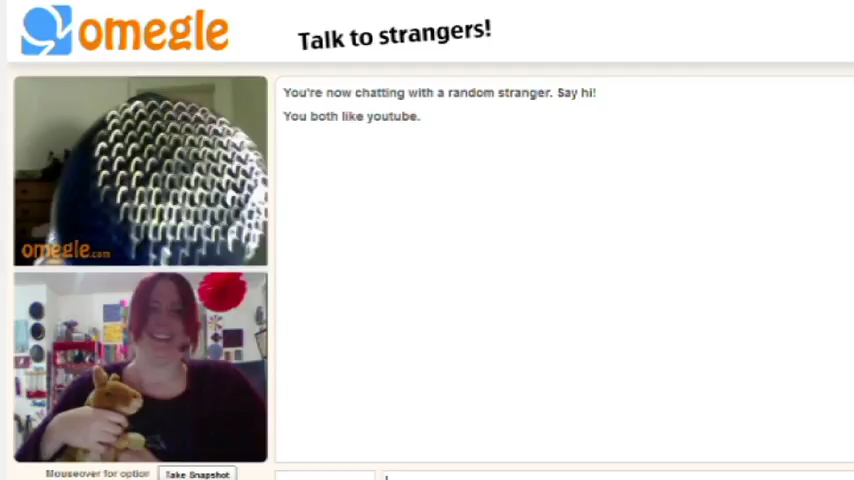 omegle
Talk to strangers!
You're now chatting with a random stranger. Say hi!
You both like youtube.
omegle.com
Mouseover for option
Take Snapshot